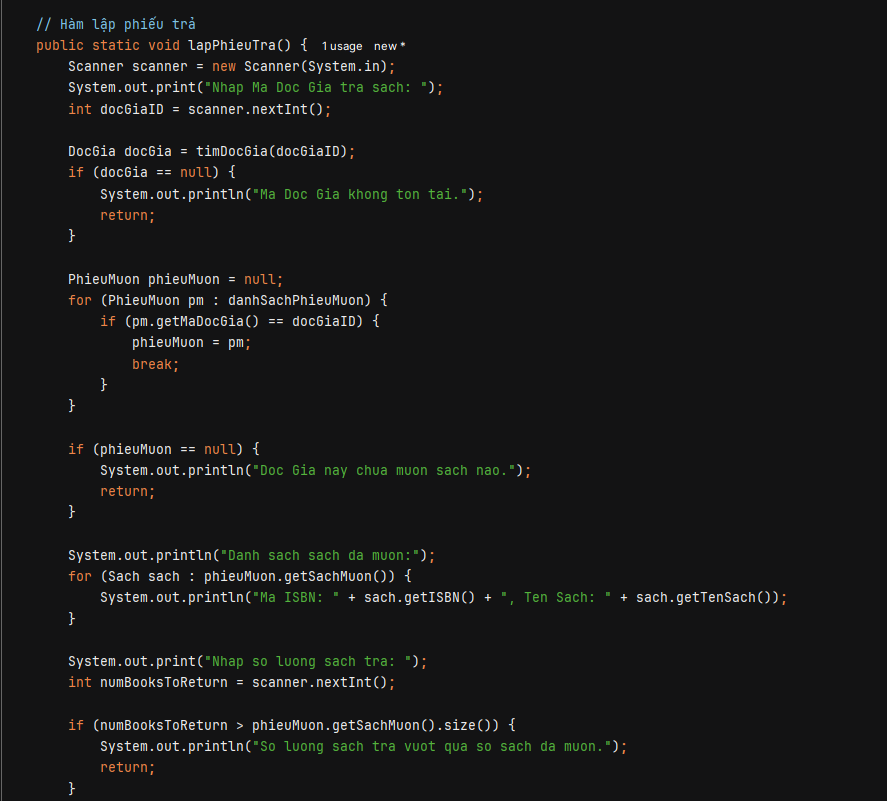 // Hàm lập phiếu trả
public static void lapPhieuTra() { 1 usage new *
Scanner scanner = new Scanner(System.in);
System.out.print("Nhap Ma Doc Gia tra sach: ");
int docGiaID = scanner.nextInt();
DocGia docGia = timDocGia(docGiaID);
if (docGia == null) {
System.out.println("Ma Doc Gia khong ton tai.");
return;
}
PhieuMuon phieuMuon = null;
for (PhieuMuon pm : danhSachPhieuMuon) {
if (pm.getMaDocGia() == docGiaID) {
phieuMuon = pm;
break;
}
}
if (phieuMuon == null) {
System.out.println("Doc Gia nay chua muon sach nao.");
return;
}
System.out.println("Danh sach sach da muon:");
for (Sach sach : phieuMuon.getSachMuon()) {
System.out.println("Ma ISBN: " + sach.getISBN() + ", Ten Sach: " + sach.getTenSach());
}
System.out.print("Nhap so luong sach tra: ");
int numBooksToReturn = scanner.nextInt();
if (numBooksToReturn > phieuMuon.getSachMuon().size()) {
System.out.println("So luong sach tra vuot qua so sach da muon.");
return;
}